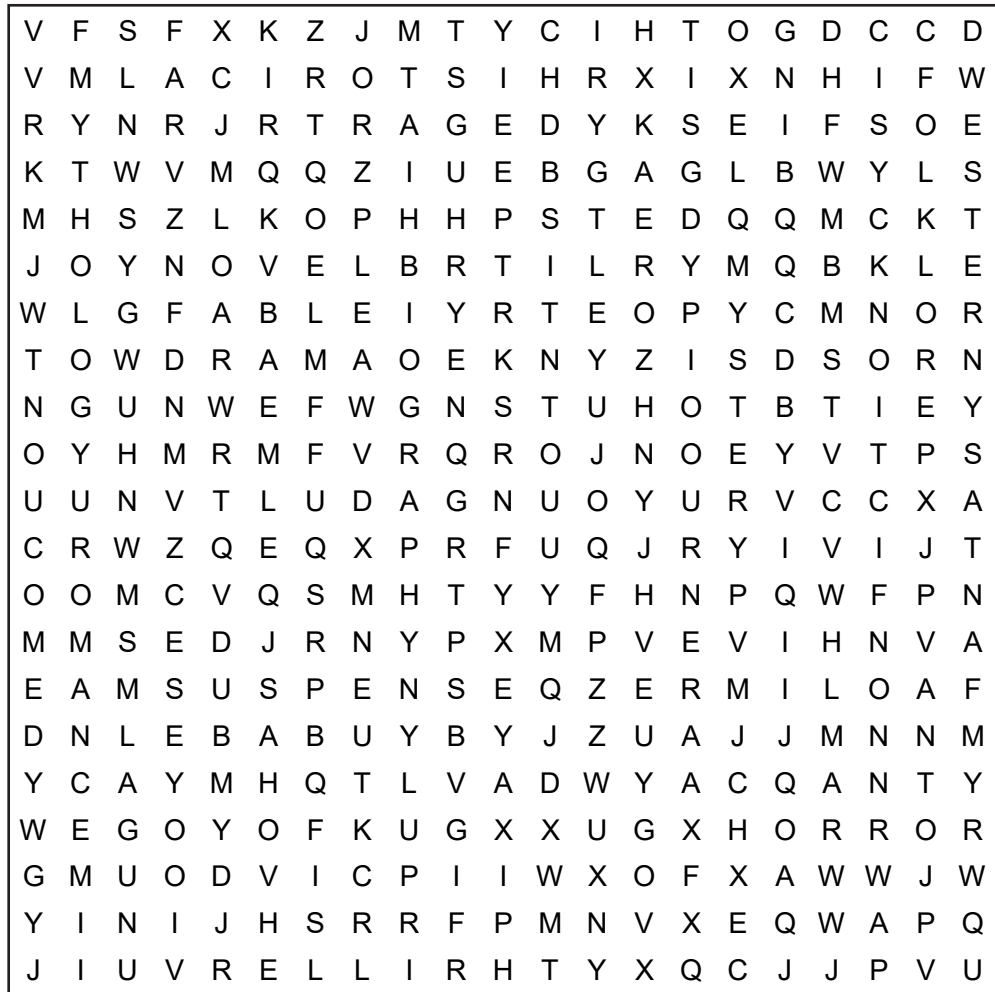 V F S F X K Z J M T Y C I H T O G D C C D
V M L A C I R O T S I H R X I X N H I F W
R Y N R J R T R A G E D Y K S E I F S O E
K T W V M Q Q Z I U E B G A G L B W Y L S
M H S Z L K O P H H P S T E D Q Q M C K T
J O Y N O V E L B R T I L R Y M Q B K L E
W L G F A B L E I Y R T E O P Y C M N O R
T O W D R A M A O E K N Y Z I S D S O R N
N G U N W E F W G N S T U H O T B T I E Y
O Y H M R M F V R Q R O J N O E Y V T P S
U U N V T L U D A G N U O Y U R V C C X A
C R W Z Q E Q X P R F U Q J R Y I V I J T
O O M C V Q S M H T Y Y F H N P Q W F P N
M M S E D J R N Y P X M P V E V I H N V A
E A M S U S P E N S E Q Z E R M I L O A F
D N L E B A B U Y B Y J Z U A J J M N N M
Y C A Y M H Q T L V A D W Y A C Q A N T Y
W E G O Y O F K U G X X U G X H O R R O R
G M U O D V I C P I I W X O F X A W W J W
Y I N I J H S R R F P M N V X E Q W A P Q
J I U V R E L L I R H T Y X Q C J J P V U